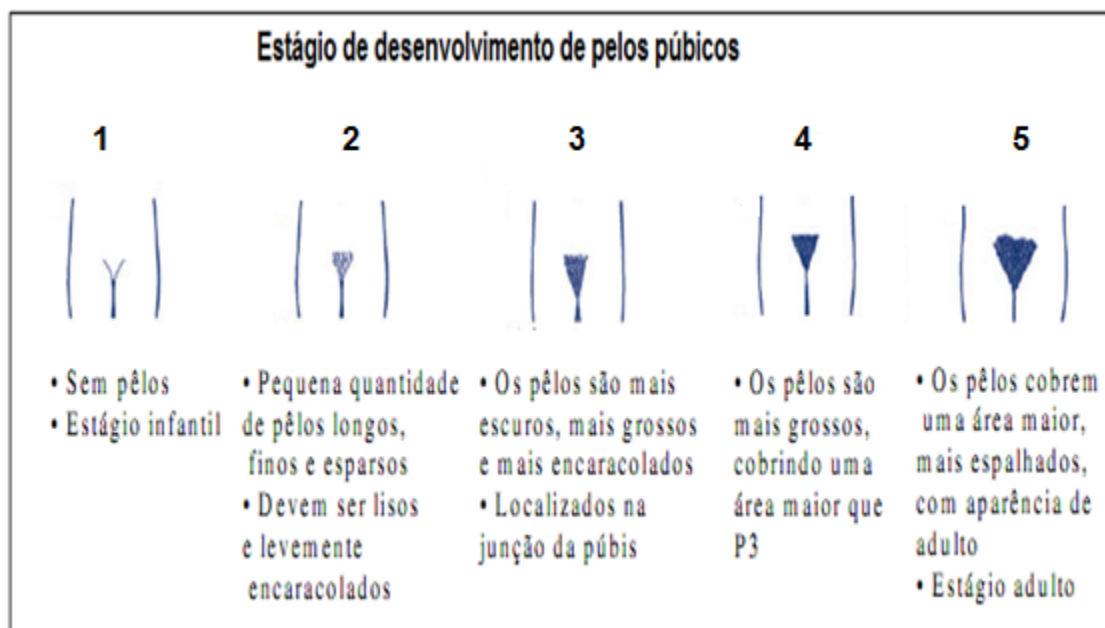 Estágio de desenvolvimento de pelos púbicos
1
2
3
4
5
• Sem pêlos
• Estágio infantil
• Pequena quantidade
de pêlos longos,
finos e esparsos
• Devem ser lisos
e levemente
encaracolados
• Os pêlos são mais
escuros, mais grossos
e mais encaracolados
• Localizados na
junção da púbis
• Os pêlos são
mais grossos,
cobrindo uma
área maior que
P3
• Os pêlos cobrem
uma área maior,
mais espalhados,
com aparência de
adulto
• Estágio adulto